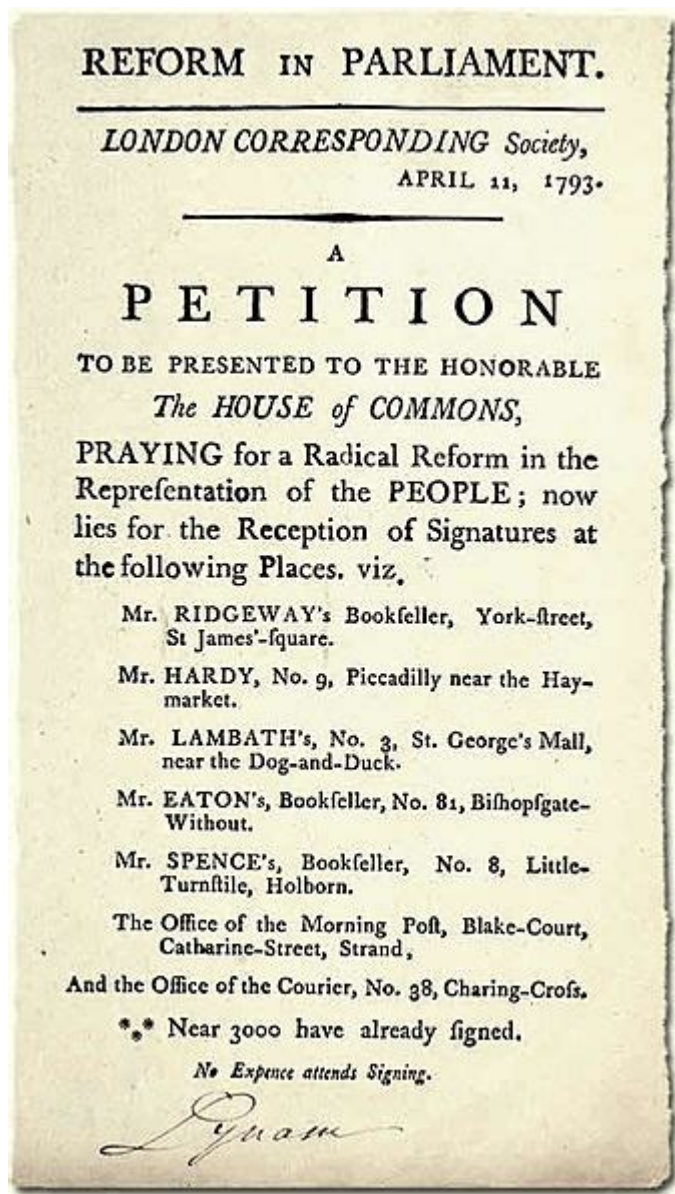 REFORM IN PARLIAMENT.
LONDON CORRESPONDING Society,
APRIL 11, 1793.
A
PETITION
TO BE PRESENTED TO THE HONORABLE
The HOUSE of COMMONS,
PRAYING for a Radical Reform in the
Repreſentation of the PEOPLE; now
lies for the Reception of Signatures at
the following Places. viz.
Mr. RIDGEWAY's Bookſeller, York-ſtreet,
St James'-ſquare.
Mr. HARDY, No. 9, Piccadilly near the Hay-
market.
Mr. LAMBATH's, No. 3, St. George's Mall,
near the Dog-and-Duck.
Mr. EATON's, Bookſeller, No. 81, Biſhopſgate-
Without.
Mr. SPENCE's, Bookſeller, No. 8, Little-
Turnſtile, Holborn.
The Office of the Morning Poſt, Blake-Court,
Catharine-Street, Strand,
And the Office of the Courier, No. 38, Charing-Croſs.
*** Near 3000 have already ſigned.
No Expence attends Signing.
Lynam